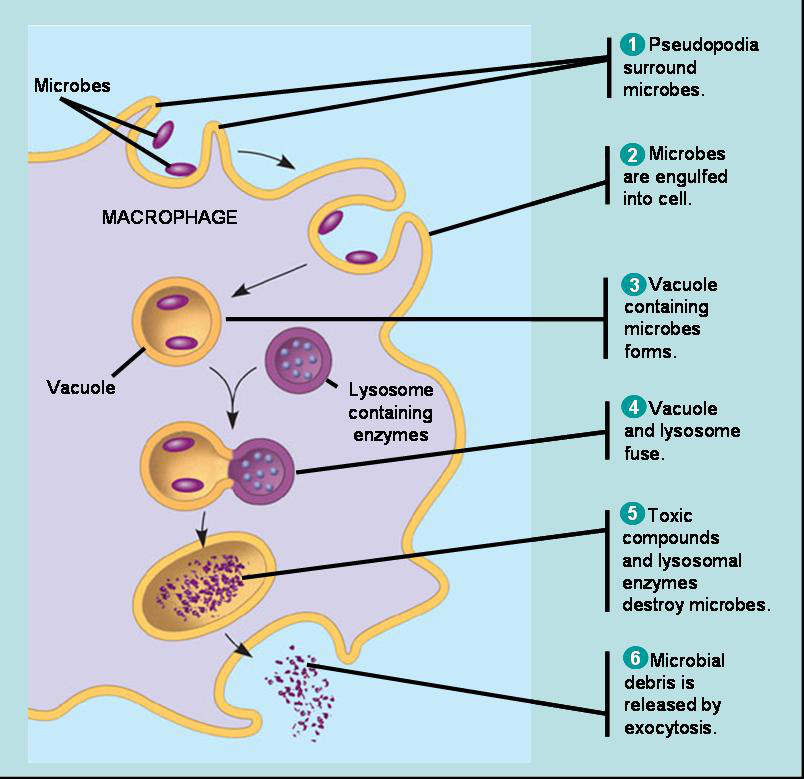 Microbes
MACROPHAGE
Vacuole
Lysosome
containing
enzymes
1 Pseudopodia
surround
microbes.
2 Microbes
are engulfed
into cell.
3 Vacuole
containing
microbes
forms.
4 Vacuole
and lysosome
fuse.
5 Toxic
compounds
and lysosomal
enzymes
destroy microbes.
6 Microbial
debris is
released by
exocytosis.